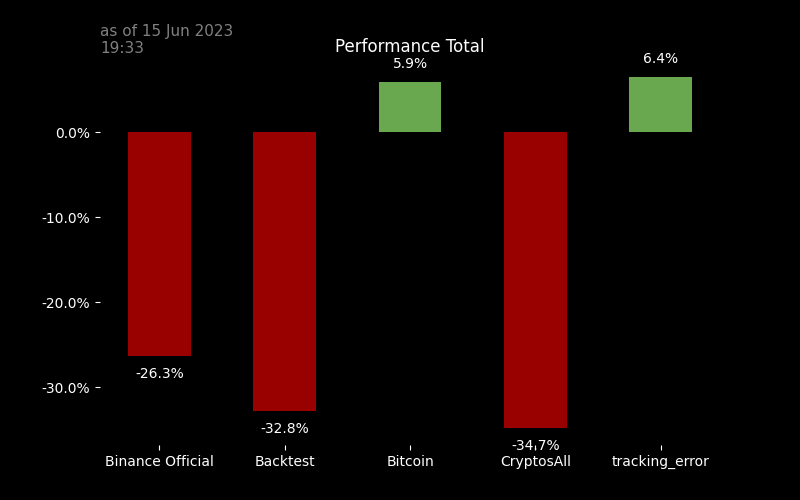 as of 15 Jun 2023
19:33
Performance Total
5.9%
6.4%
0.0%
-10.0%
-20.0%
-30.0%
-26.3%
-32.8%
-34.7%
Binance Official
Backtest
Bitcoin
CryptosAll
tracking_error